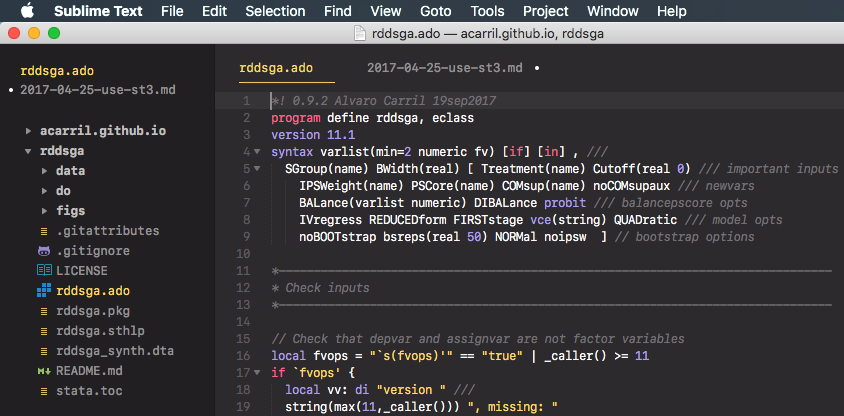 Sublime Text File Edit Selection Find View Goto Tools Project Window Help
rddsga.ado — acarril.github.io, rddsga
rddsga.ado
2017-04-25-use-st3.md
acarril.github.io
rddsga
data
do
figs
.gitattributes
.gitignore
LICENSE
rddsga.ado
rddsga.pkg
rddsga.sthlp
rddsga_synth.dta
README.md
stata.toc
rddsga.ado 2017-04-25-use-st3.md
1 *! 0.9.2 Alvaro Carril 19sep2017
2 program define rddsga, eclass
3 version 11.1
4 syntax varlist(min=2 numeric fv) [if] [in] , ///
5 SGroup(name) BWidth(real) [ Treatment(name) Cutoff(real 0) /// important inputs
6 IPSWeight(name) PSCore(name) COMsup(name) noCOMsupaux /// newvars
7 BALance(varlist numeric) DIBALance probit /// balancepscore opts
8 IVregress REDUCEDform FIRSTstage vce(string) QUADratic /// model opts
9 noBOOTstrap bsreps(real 50) NORMal noipsw ] // bootstrap options
10
11 *-------------------------------------------------------------------------------
12 * Check inputs
13 *-------------------------------------------------------------------------------
14
15 // Check that depvar and assignvar are not factor variables
16 local fvops = "`s(fvops)'" == "true" | _caller() >= 11
17 if `fvops' {
18 local vv: di "version " ///
19 string(max(11,_caller())) ", missing: "